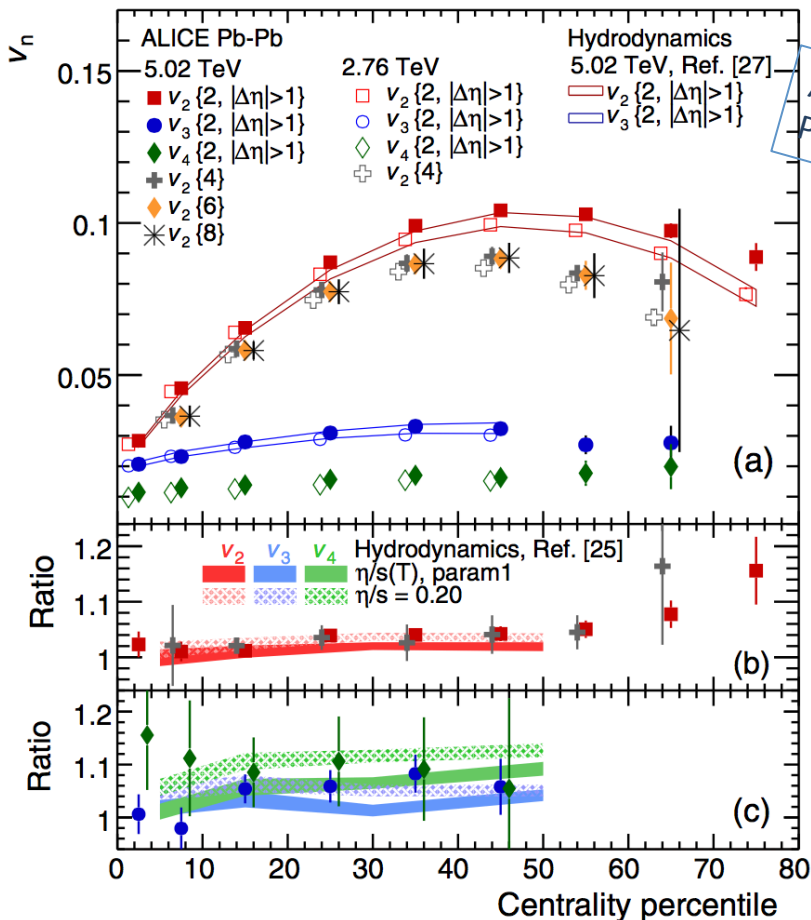 v_n
ALICE Pb-Pb
5.02 TeV
v₂{2, |Δη|>1}
v₃{2, |Δη|>1}
v₄{2, |Δη|>1}
v₂{4}
v₂{6}
v₂{8}
2.76 TeV
v₂{2, |Δη|>1}
v₃{2, |Δη|>1}
v₄{2, |Δη|>1}
v₂{4}
Hydrodynamics
5.02 TeV, Ref. [27]
v₂{2, |Δη|>1}
v₃{2, |Δη|>1}
0.15
0.1
0.05
(a)
v₂ v₃ v₄ Hydrodynamics, Ref. [25]
η/s(T), param1
η/s = 0.20
Ratio
1.2
1.1
1
(b)
Ratio
1.2
1.1
1
(c)
0 10 20 30 40 50 60 70 80
Centrality percentile